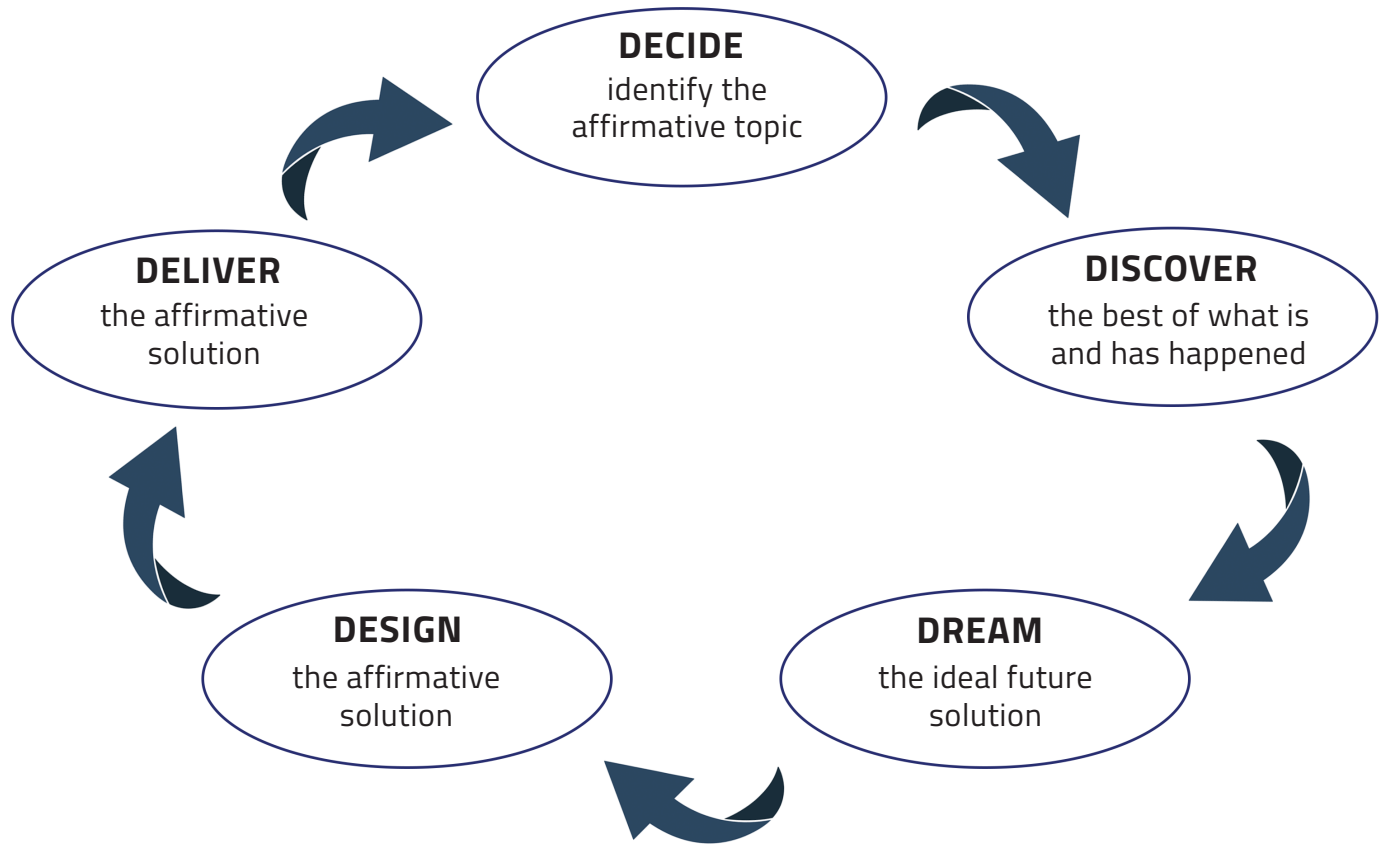 DECIDE
identify the
affirmative topic
DISCOVER
the best of what is
and has happened
DREAM
the ideal future
solution
DESIGN
the affirmative
solution
DELIVER
the affirmative
solution